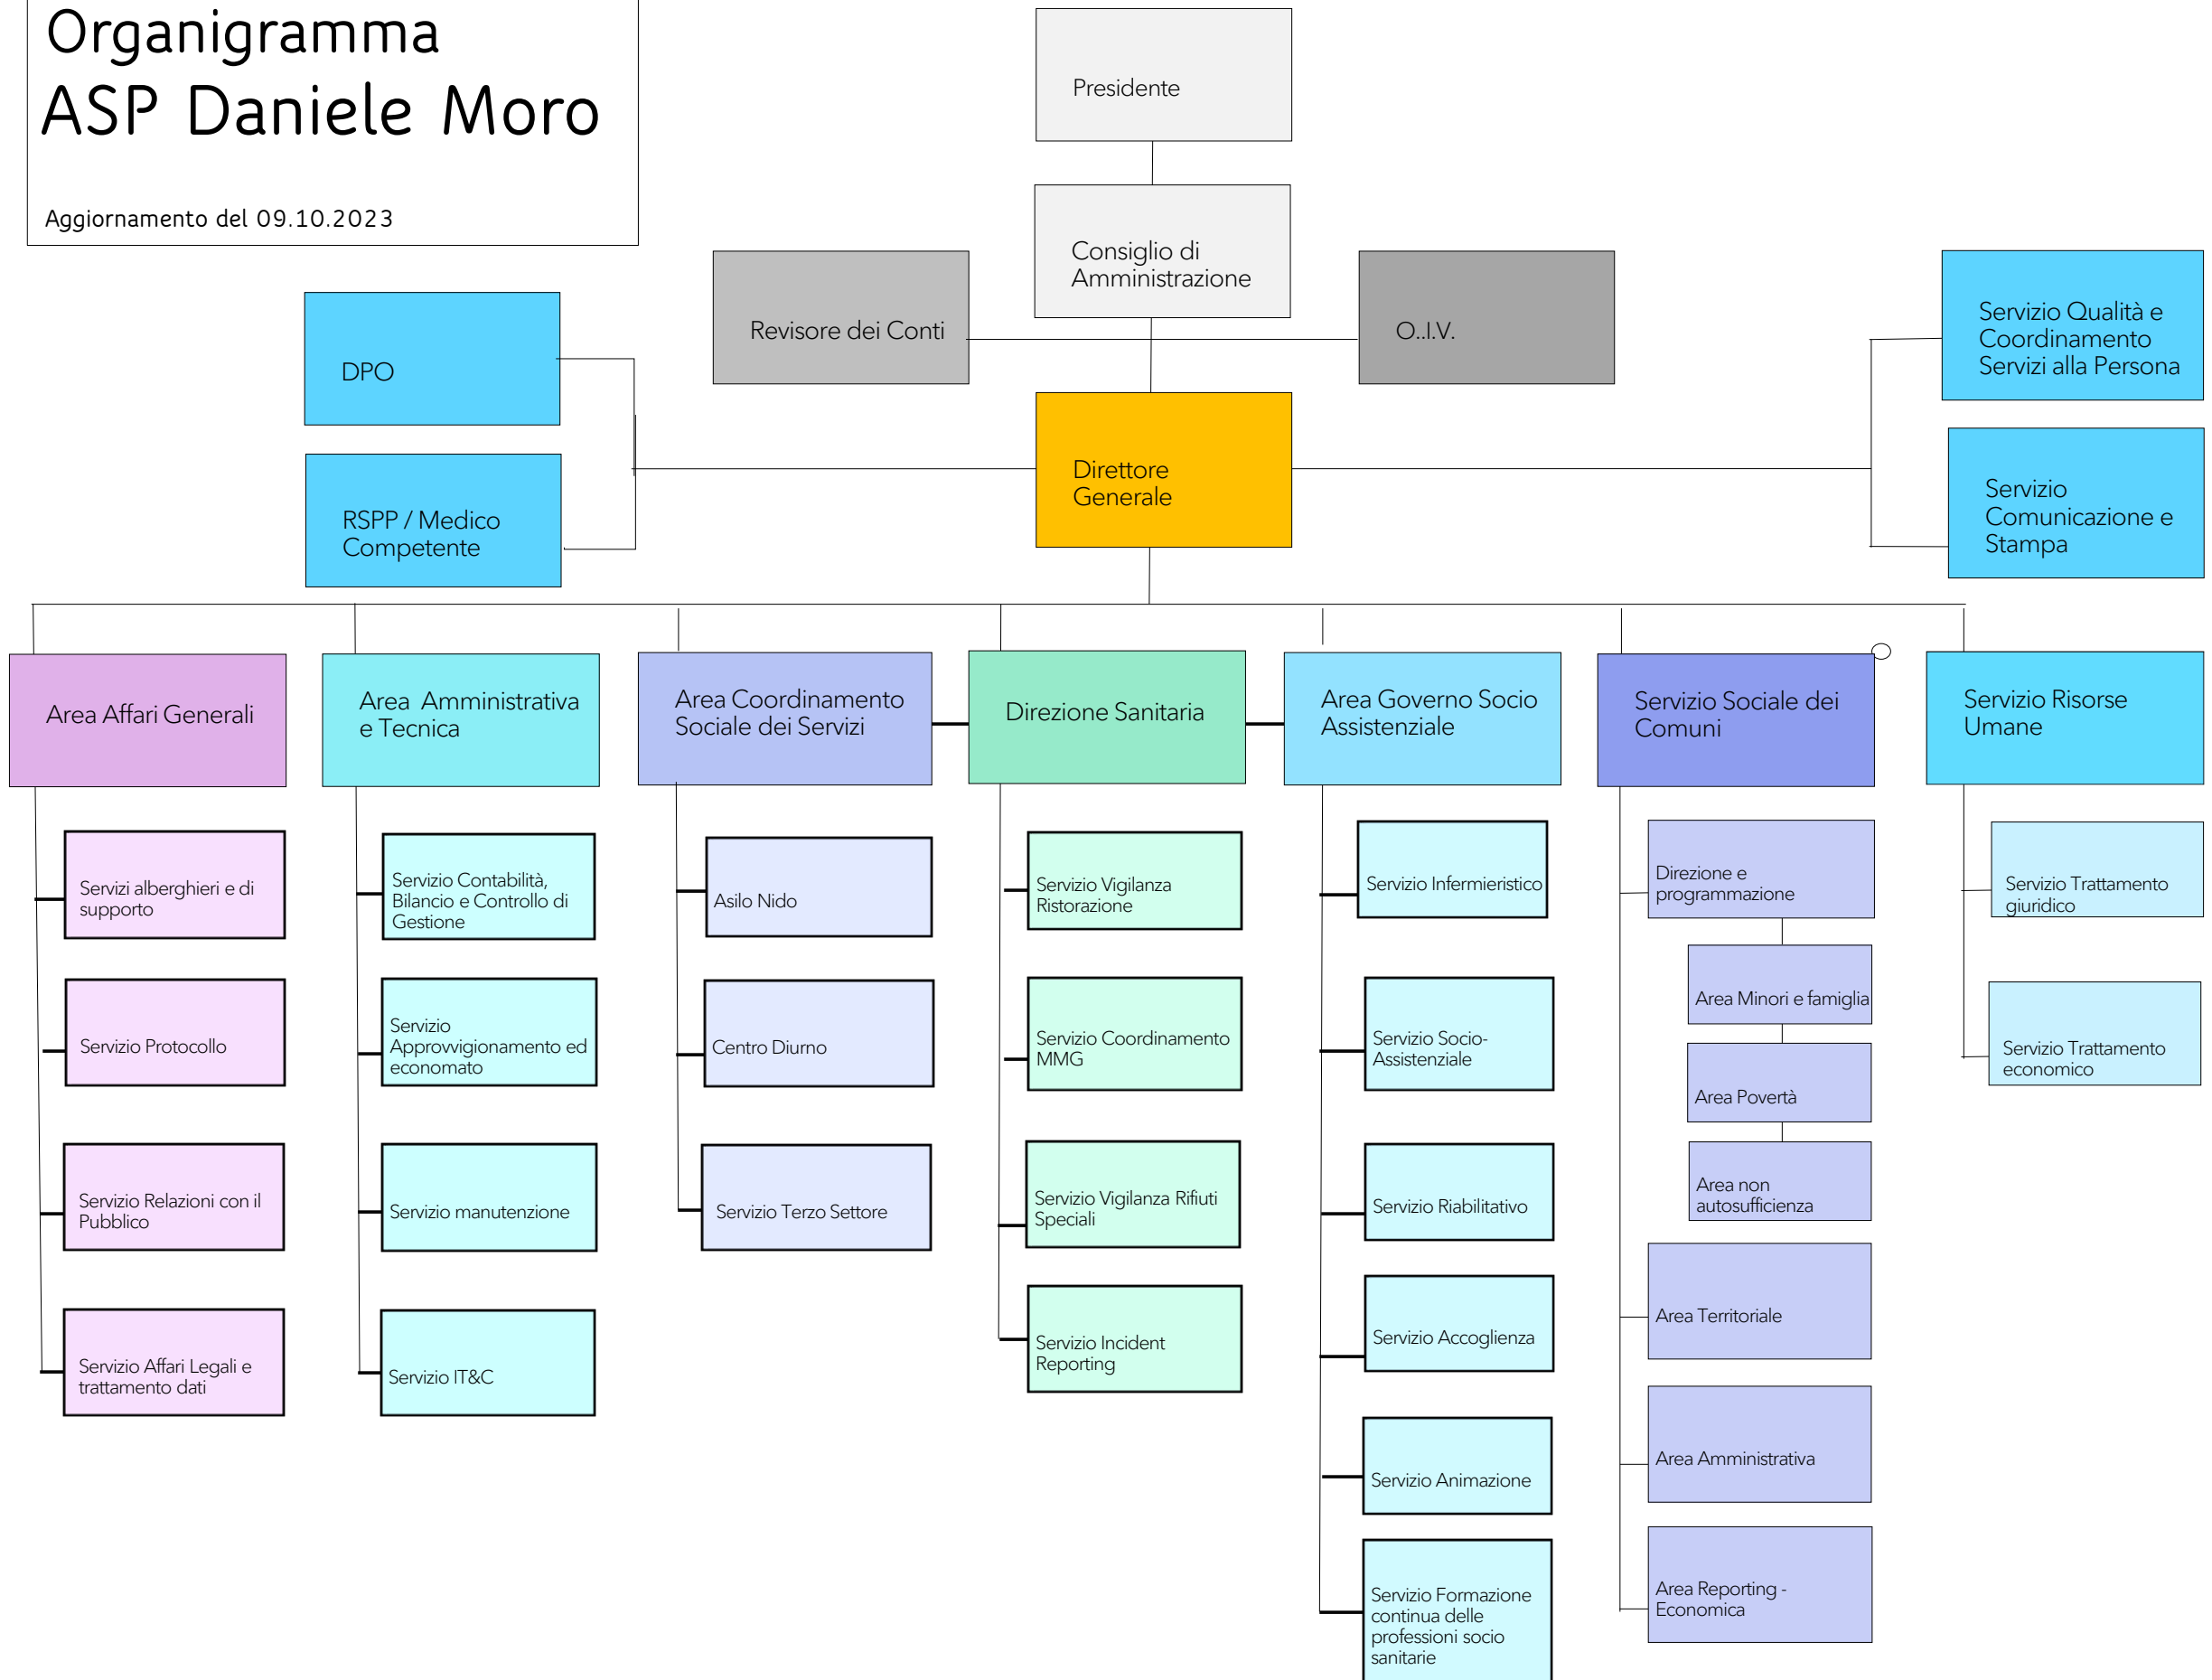 Organigramma
ASP Daniele Moro
Aggiornamento del 09.10.2023
Presidente
Consiglio di
Amministrazione
Revisore dei Conti
O..I.V.
DPO
RSPP / Medico
Competente
Direttore
Generale
Servizio Qualità e
Coordinamento
Servizi alla Persona
Servizio
Comunicazione e
Stampa
Area Affari Generali
Servizi alberghieri e di
supporto
Servizio Protocollo
Servizio Relazioni con il
Pubblico
Servizio Affari Legali e
trattamento dati
Area  Amministrativa
e Tecnica
Servizio Contabilità,
Bilancio e Controllo di
Gestione
Servizio
Approvvigionamento ed
economato
Servizio manutenzione
Servizio IT&C
Area Coordinamento
Sociale dei Servizi
Asilo Nido
Centro Diurno
Servizio Terzo Settore
Direzione Sanitaria
Servizio Vigilanza
Ristorazione
Servizio Coordinamento
MMG
Servizio Vigilanza Rifiuti
Speciali
Servizio Incident
Reporting
Area Governo Socio
Assistenziale
Servizio Infermieristico
Servizio Socio-
Assistenziale
Servizio Riabilitativo
Servizio Accoglienza
Servizio Animazione
Servizio Formazione
continua delle
professioni socio
sanitarie
Servizio Sociale dei
Comuni
Direzione e
programmazione
Area Minori e famiglia
Area Povertà
Area non
autosufficienza
Area Territoriale
Area Amministrativa
Area Reporting -
Economica
Servizio Risorse
Umane
Servizio Trattamento
giuridico
Servizio Trattamento
economico